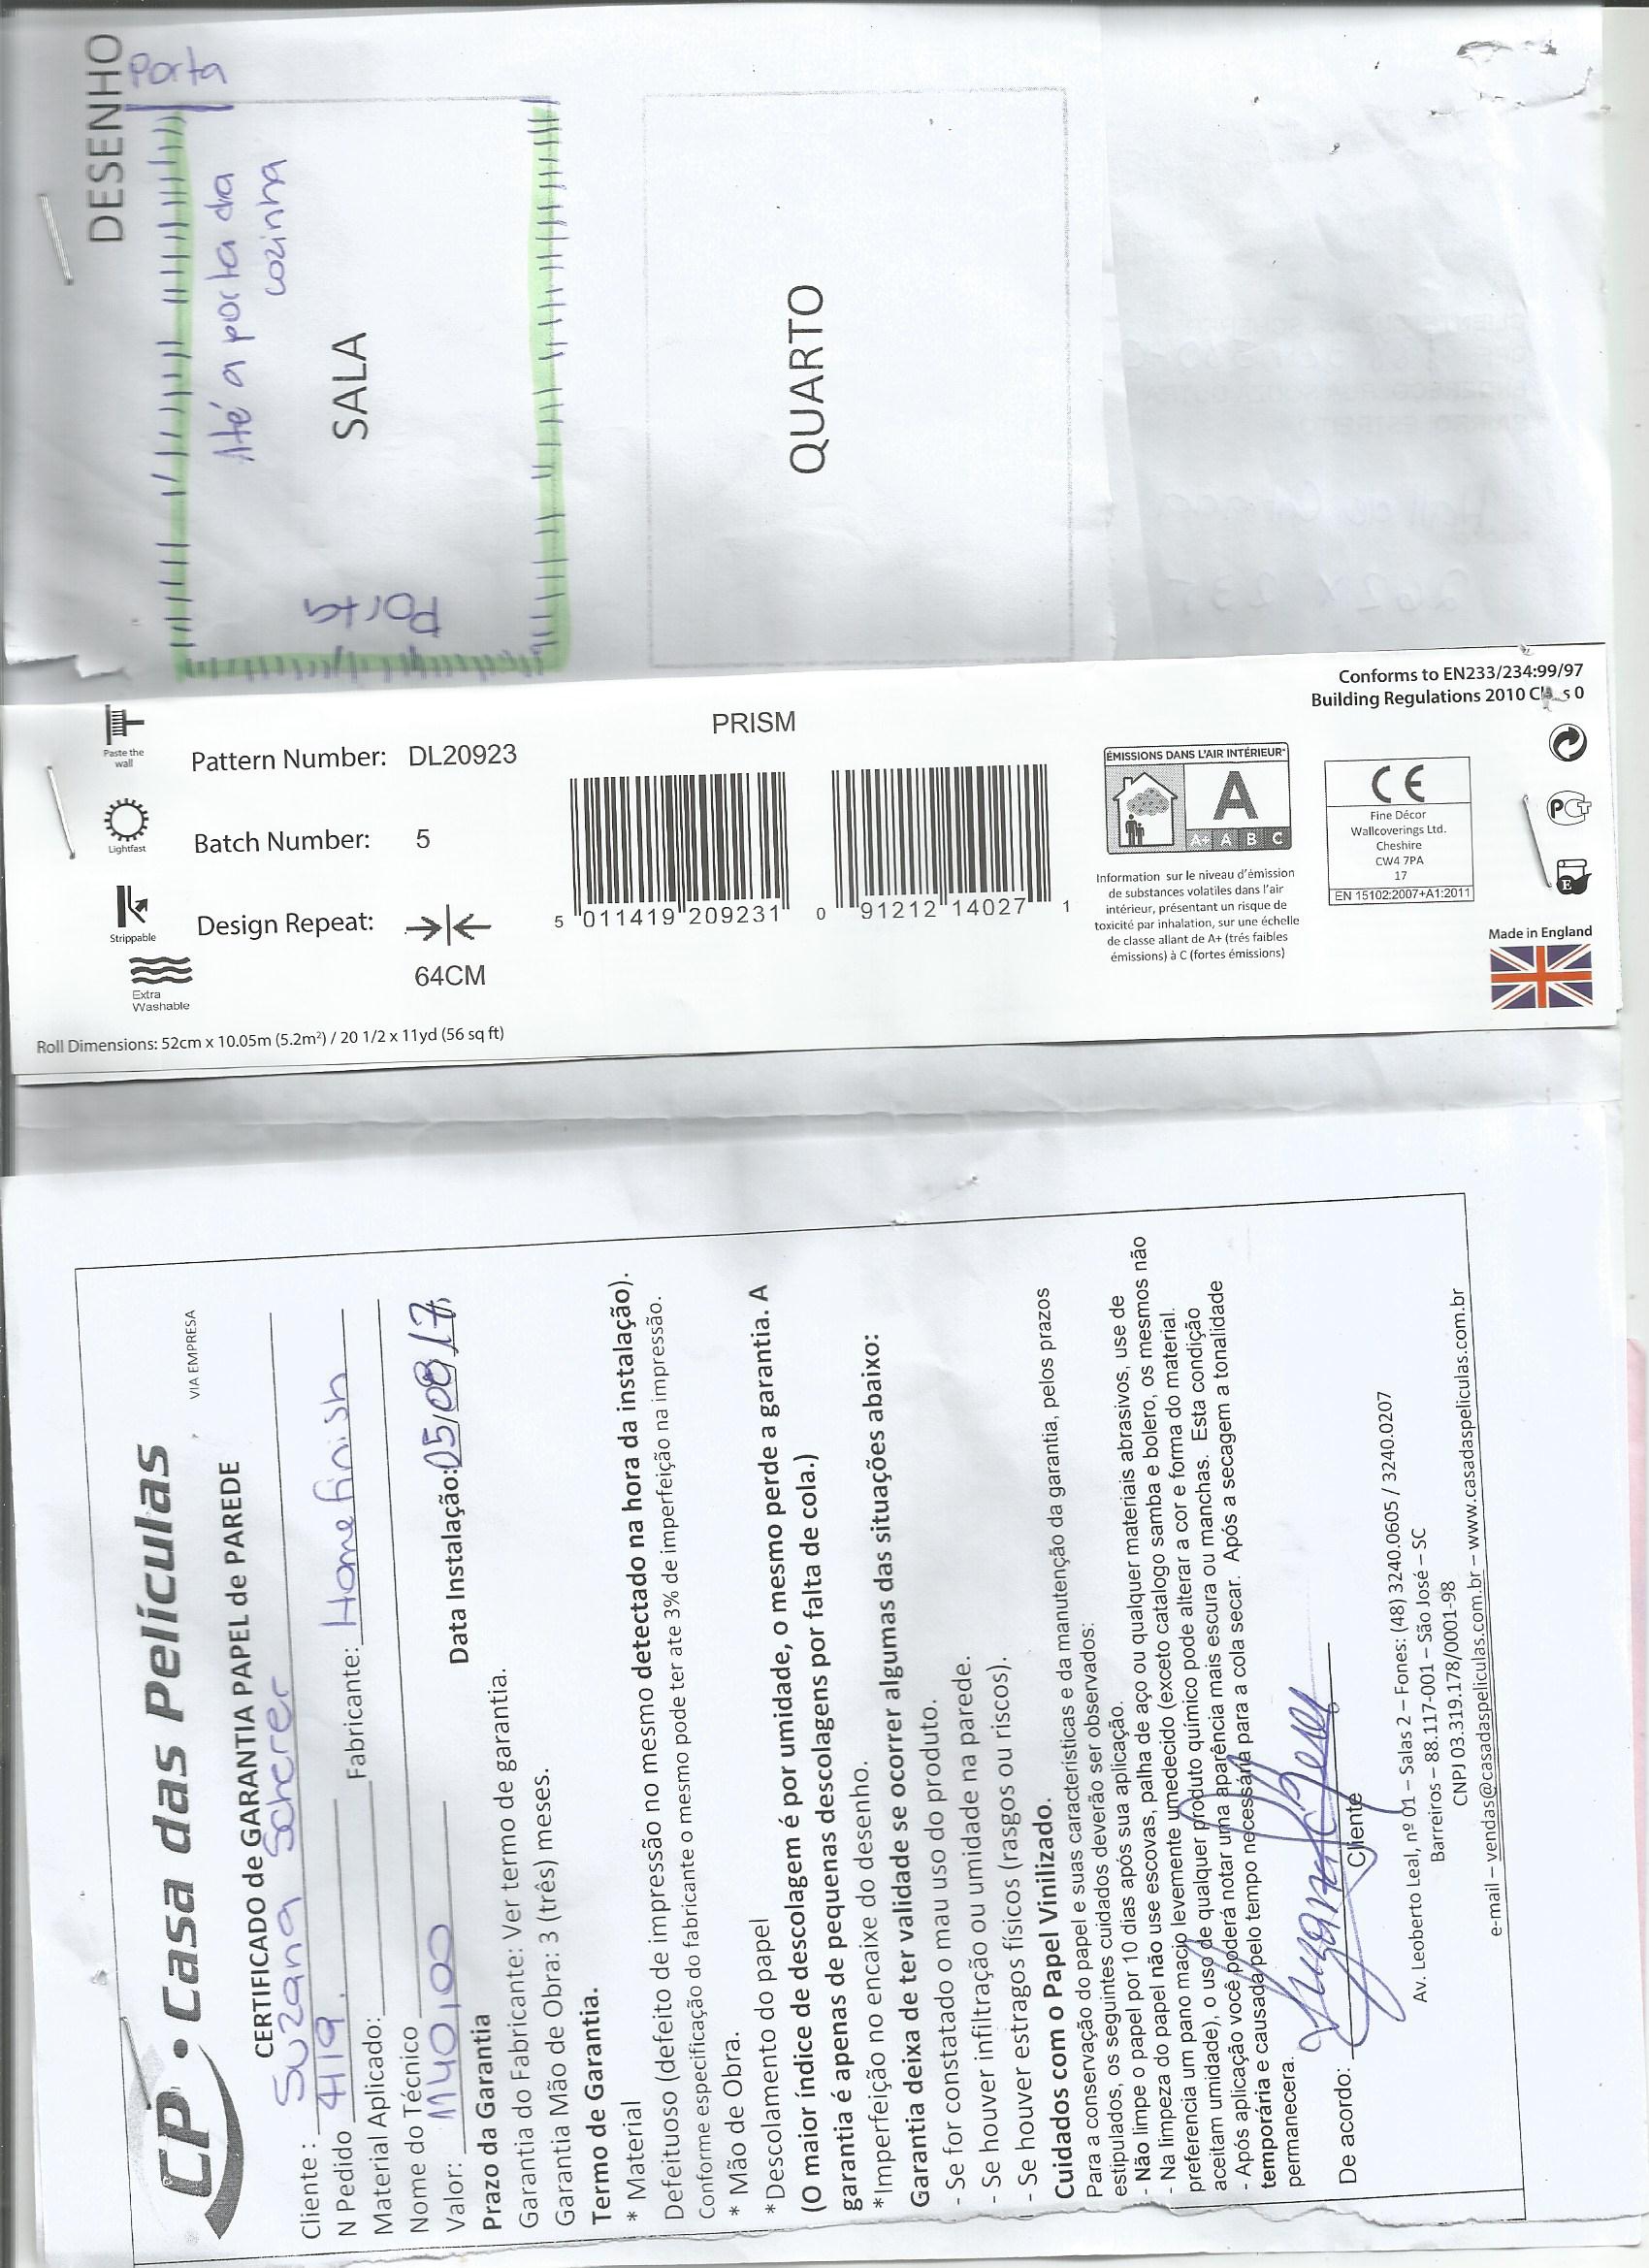 DESENHO
Porta
Até a porta da
cozinha
SALA
Porta
QUARTO
Conforms to EN233/234:99/97
Building Regulations 2010 0
PRISM
Paste the
wall
Pattern Number: DL20923
Lightfast
Batch Number: 5
Strippable
Design Repeat:
64CM
Extra
Washable
Roll Dimensions: 52cm x 10.05m (5.2m²) / 20 1/2 x 11yd (56 sq ft)
5 011419 209231
0 91212 14027 1
ÉMISSIONS DANS L'AIR INTÉRIEUR*
A
A+ A B C
Information sur le niveau d'émission
de substances volatiles dans l'air
intérieur, présentant un risque de
toxicité par inhalation, sur une échelle
de classe allant de A+ (trés faibles
émissions) à C (fortes émissions)
CE
Fine Décor
Wallcoverings Ltd.
Cheshire
CW4 7PA
17
EN 15102:2007+A1:2011
Made in England
CP • Casa das Películas
VIA EMPRESA
CERTIFICADO de GARANTIA PAPEL de PAREDE
Cliente : Suzana Scherer
N Pedido 4119. Fabricante: Homefinish
Material Aplicado:
Nome do Técnico
Valor: 1140,00 Data Instalação: 05/08/17.
Prazo da Garantia
Garantia do Fabricante: Ver termo de garantia.
Garantia Mão de Obra: 3 (três) meses.
Termo de Garantia.
* Material
Defeituoso (defeito de impressão no mesmo detectado na hora da instalação).
Conforme especificação do fabricante o mesmo pode ter ate 3% de imperfeição na impressão.
* Mão de Obra.
*Descolamento do papel
(O maior índice de descolagem é por umidade, o mesmo perde a garantia. A
garantia é apenas de pequenas descolagens por falta de cola.)
*Imperfeição no encaixe do desenho.
Garantia deixa de ter validade se ocorrer algumas das situações abaixo:
- Se for constatado o mau uso do produto.
- Se houver infiltração ou umidade na parede.
- Se houver estragos físicos (rasgos ou riscos).
Cuidados com o Papel Vinilizado.
Para a conservação do papel e suas características e da manutenção da garantia, pelos prazos
estipulados, os seguintes cuidados deverão ser observados:
- Não limpe o papel por 10 dias após sua aplicação.
- Na limpeza do papel não use escovas, palha de aço ou qualquer materiais abrasivos, use de
preferencia um pano macio levemente umedecido (exceto catalogo samba e bolero, os mesmos não
aceitam umidade), o uso de qualquer produto químico pode alterar a cor e forma do material.
- Após aplicação você poderá notar uma aparência mais escura ou manchas. Esta condição
temporária e causada pelo tempo necessária para a cola secar. Após a secagem a tonalidade
permanecera.
De acordo:
Cliente
Av. Leoberto Leal, nº 01 – Salas 2 – Fones: (48) 3240.0605 / 3240.0207
Barreiros – 88.117-001 – São José – SC
CNPJ 03.319.178/0001-98
e-mail – vendas@casadaspeliculas.com.br – www.casadaspeliculas.com.br